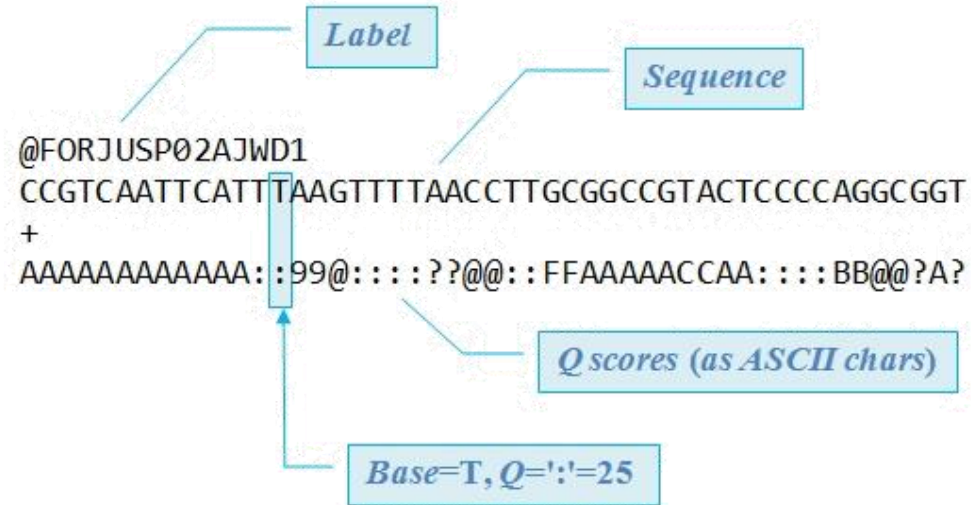 Label
Sequence
@FORJUSP02AJWD1
CCGTCAATTCATTTAAGTTTTAACCTTGCGGCCGTACTCCCCAGGCGGT
+
AAAAAAAAAAAA::99@::::??@@::FFAAAAACCAA::::BB@@?A?
Q scores (as ASCII chars)
Base=T, Q=':'=25